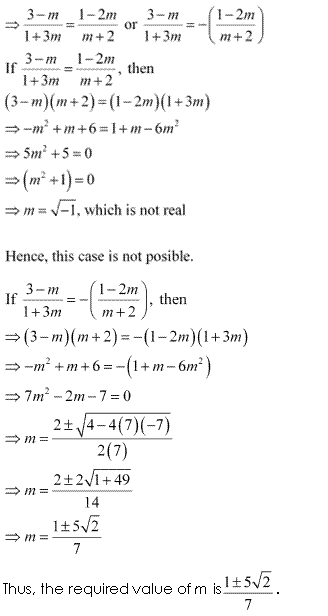 ⇒ (3−m)/(1+3m) = (1−2m)/(m+2) or (3−m)/(1+3m) = −((1−2m)/(m+2))
If (3−m)/(1+3m) = (1−2m)/(m+2), then
(3−m)(m+2)=(1−2m)(1+3m)
⇒ −m²+m+6=1+m−6m²
⇒ 5m²+5=0
⇒ (m²+1)=0
⇒ m=√−1, which is not real
Hence, this case is not posible.
If (3−m)/(1+3m) = −((1−2m)/(m+2)), then
⇒ (3−m)(m+2)=−(1−2m)(1+3m)
⇒ −m²+m+6=−(1+m−6m²)
⇒ 7m²−2m−7=0
⇒ m = (2±√(4−4(7)(−7)))/(2(7))
⇒ m = (2±2√(1+49))/14
⇒ m = (1±5√2)/7
Thus, the required value of m is (1±5√2)/7 .